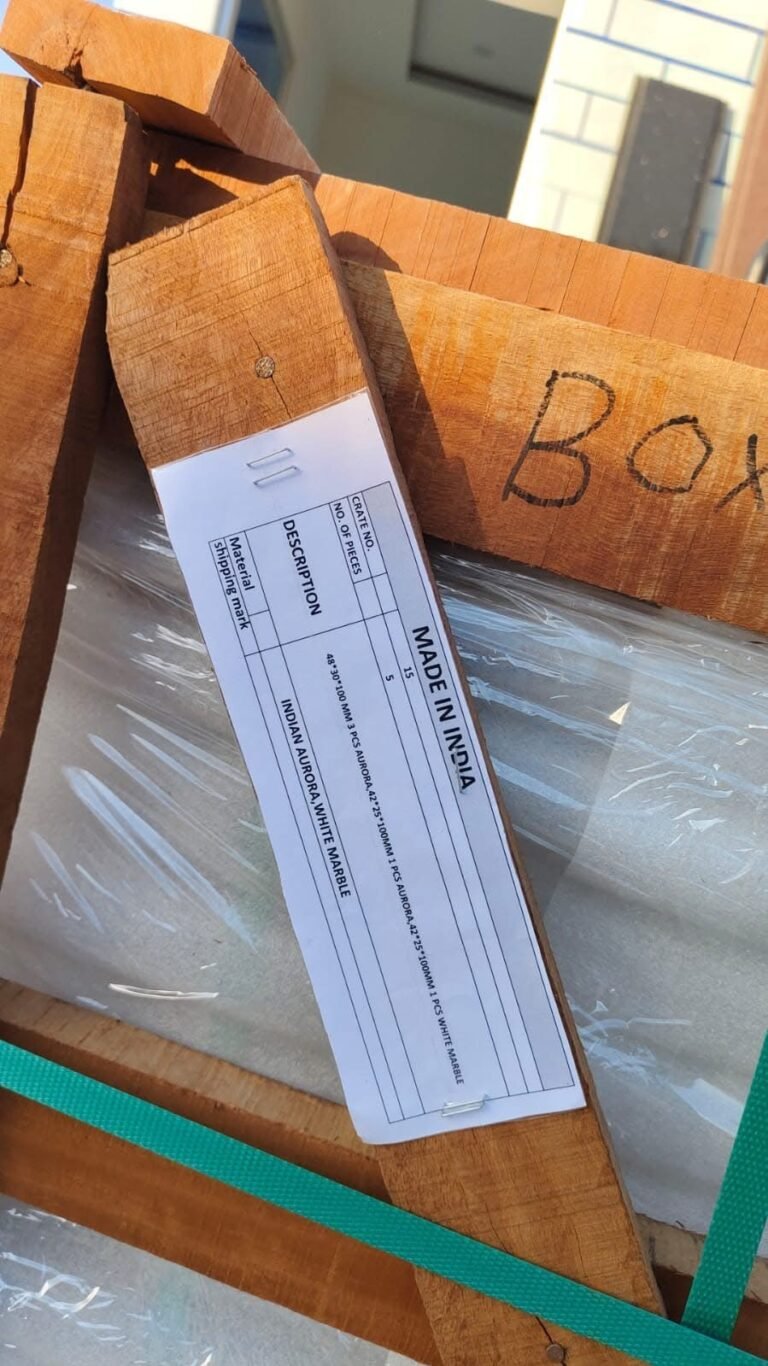 BOX
MADE IN INDIA
CRATE NO. 15
NO. OF PIECES 5
DESCRIPTION 48*30*100 MM 3 PCS AURORA,42*25*100MM 1 PCS AURORA,42*25*100MM 1 PCS WHITE MARBLE
Material INDIAN AURORA,WHITE MARBLE
shipping mark